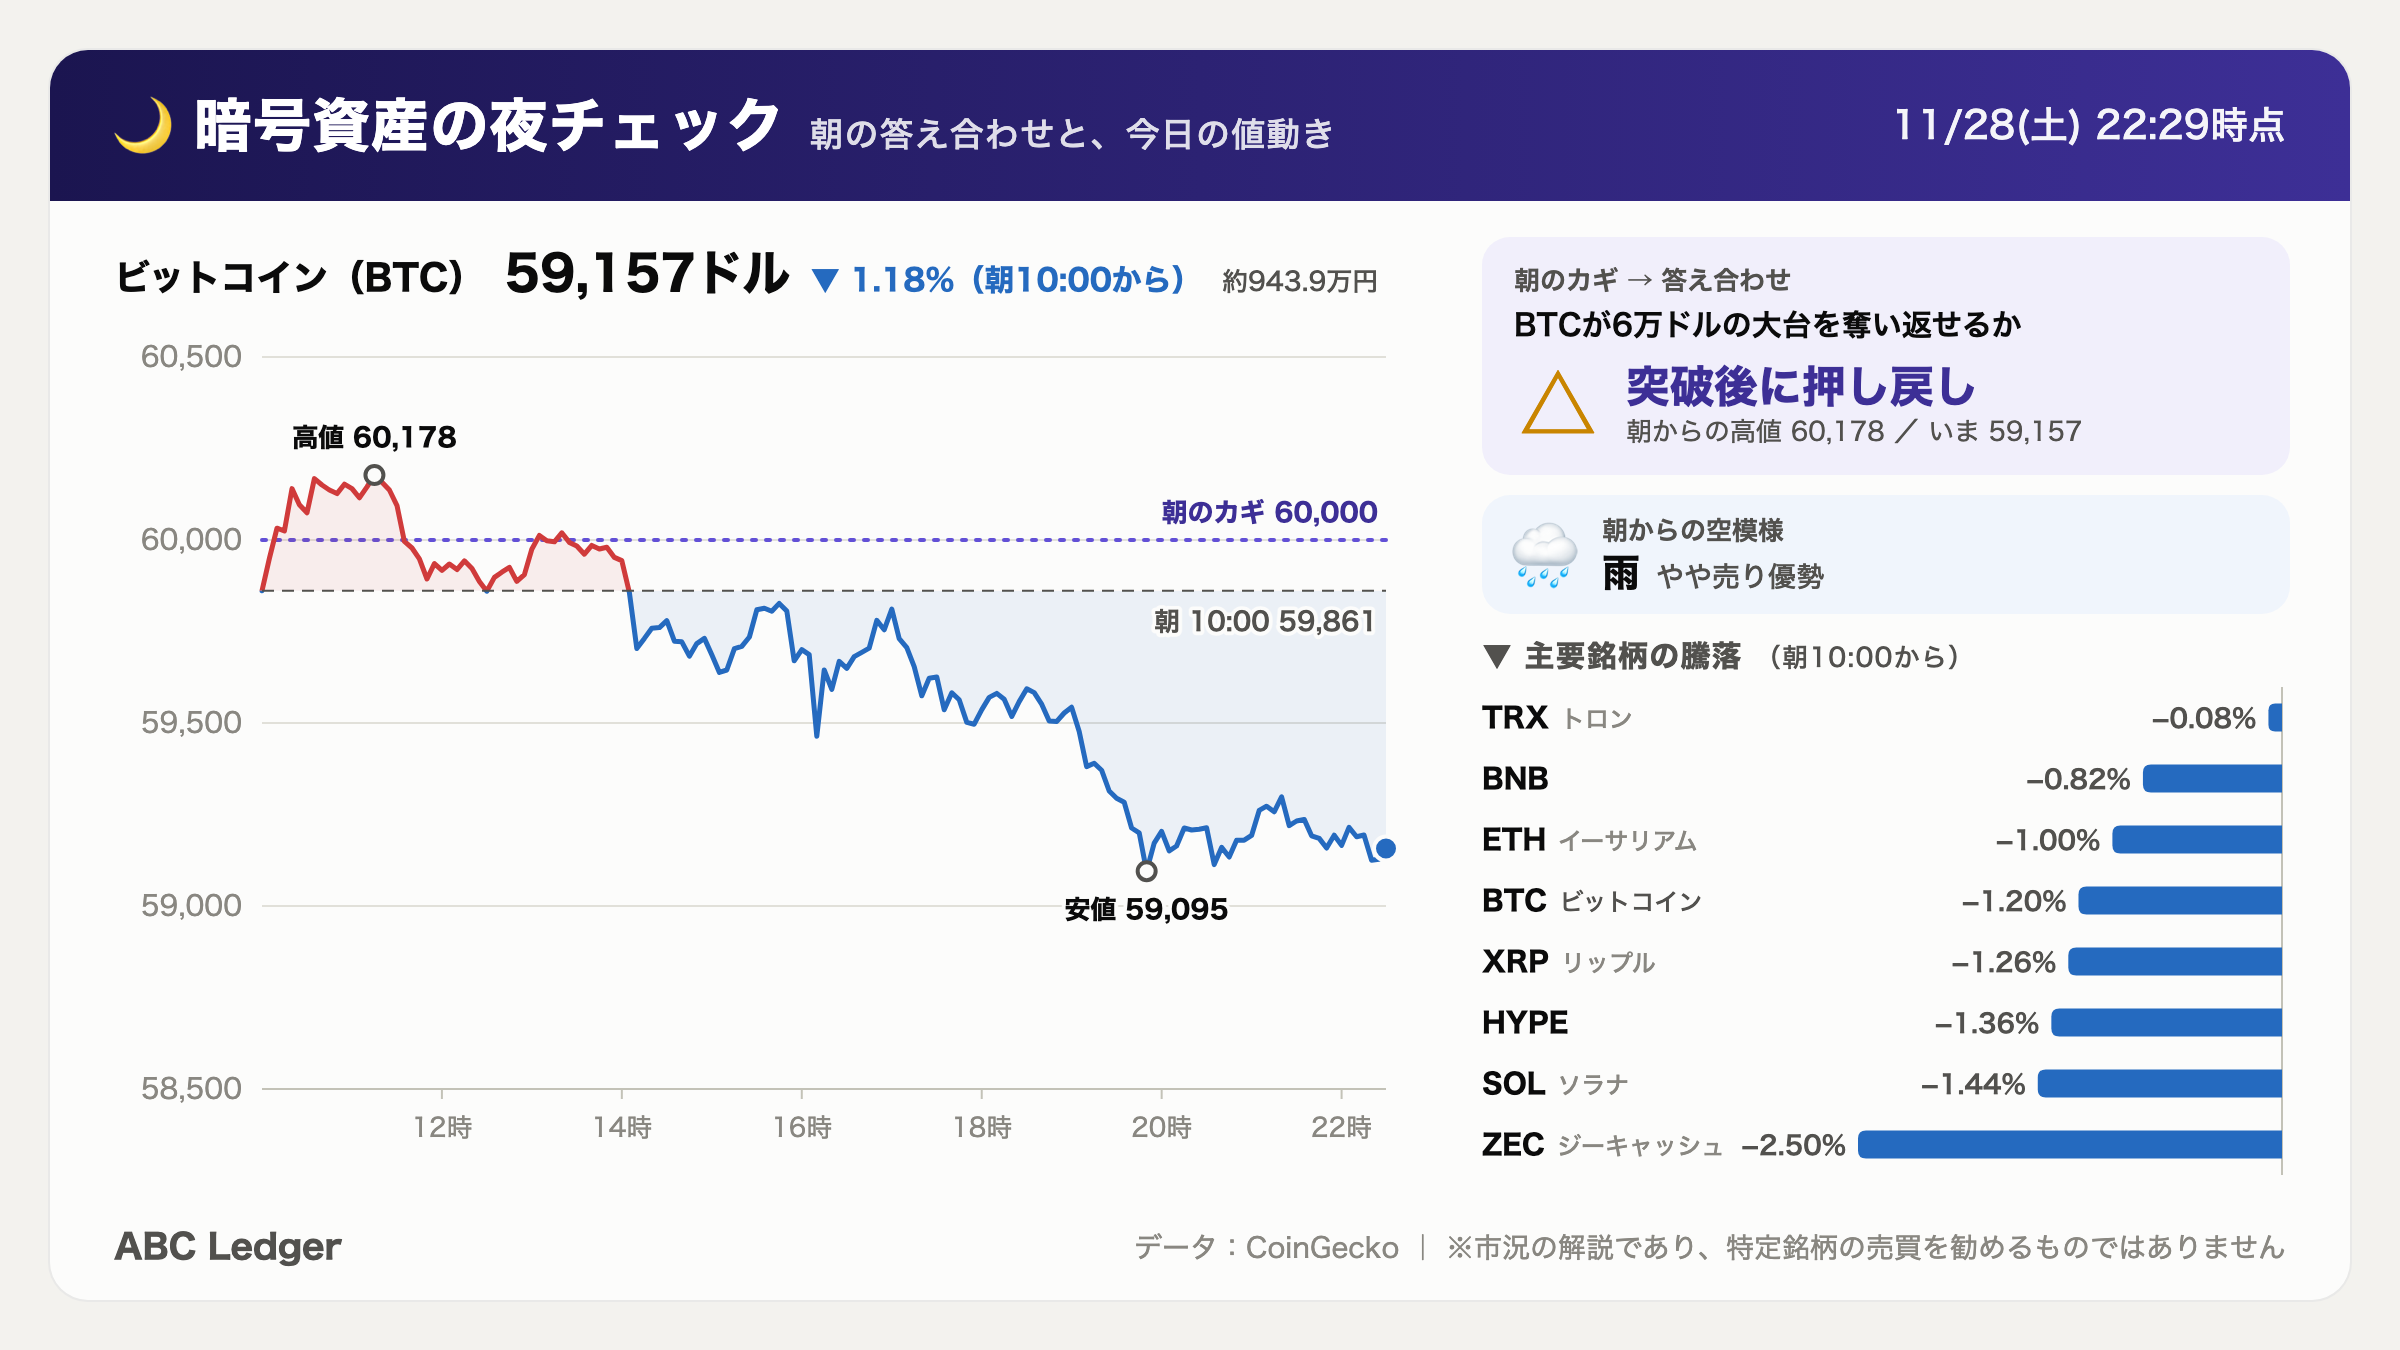 暗号資産の夜チェック 朝の答え合わせと、今日の値動き
11/28(土) 22:29時点
ビットコイン（BTC） 59,157ドル ▼ 1.18%（朝10:00から） 約943.9万円
60,500
60,000
59,500
59,000
58,500
高値 60,178
朝のカギ 60,000
朝 10:00 59,861
安値 59,095
12時 14時 16時 18時 20時 22時
朝のカギ → 答え合わせ
BTCが6万ドルの大台を奪い返せるか
突破後に押し戻し
朝からの高値 60,178 ／ いま 59,157
朝からの空模様
雨 やや売り優勢
▼ 主要銘柄の騰落 （朝10:00から）
TRX トロン −0.08%
BNB −0.82%
ETH イーサリアム −1.00%
BTC ビットコイン −1.20%
XRP リップル −1.26%
HYPE −1.36%
SOL ソラナ −1.44%
ZEC ジーキャッシュ −2.50%
ABC Ledger
データ：CoinGecko ｜ ※市況の解説であり、特定銘柄の売買を勧めるものではありません